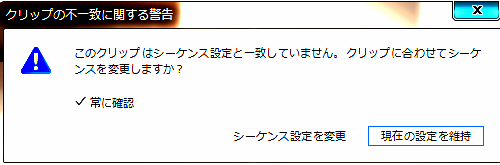 クリップの不一致に関する警告
このクリップはシーケンス設定と一致していません。クリップに合わせてシーケ
ンスを変更しますか？
常に確認
シーケンス設定を変更
現在の設定を維持